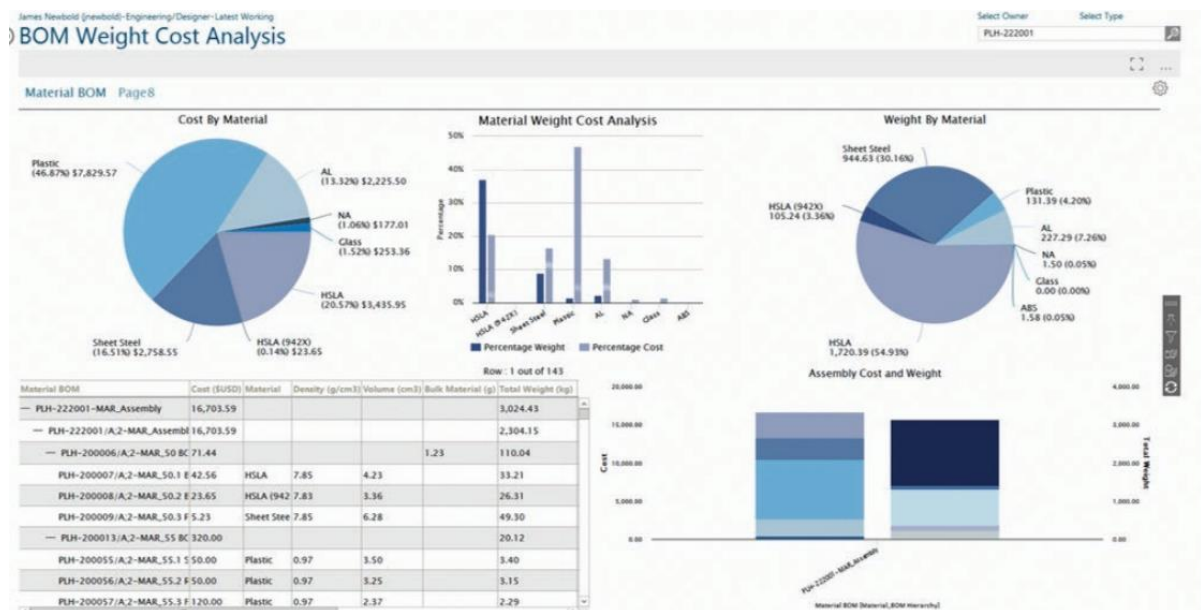 James Newbold (newbold)-Engineering/Designer-Latest Working
Select Owner
Select Type
BOM Weight Cost Analysis
PLH-222001
...
Material BOM Page8
Cost By Material
Plastic
(46.87%) $7,829.57
AL
(13.32%) $2,225.50
NA
(1.06%) $177.01
Glass
(1.52%) $253.36
HSLA
(20.57%) $3,435.95
HSLA (942X)
(0.14%) $23.65
Sheet Steel
(16.51%) $2,758.55
Material Weight Cost Analysis
Percentage
50%
40%
30%
20%
10%
0%
HSLA
HSLA (942X)
Sheet Steel
Plastic
AL
NA
Glass
ABS
Percentage Weight
Percentage Cost
Weight By Material
Sheet Steel
944.63 (30.16%)
Plastic
131.39 (4.20%)
HSLA (942X)
105.24 (3.36%)
AL
227.29 (7.26%)
NA
1.50 (0.05%)
Glass
0.00 (0.00%)
ABS
1.58 (0.05%)
HSLA
1,720.39 (54.93%)
Row : 1 out of 143
Material BOM Cost ($USD) Material Density (g/cm3) Volume (cm3) Bulk Material (g) Total Weight (kg)
— PLH-222001-MAR_Assembly 16,703.59 3,024.43
— PLH-222001/A;2-MAR_Assembl 16,703.59 2,304.15
— PLH-200006/A;2-MAR_50 BC 71.44 1.23 110.04
PLH-200007/A;2-MAR_50.1 E 42.56 HSLA 7.85 4.23 33.21
PLH-200008/A;2-MAR_50.2 E 23.65 HSLA (942 7.83 3.36 26.31
PLH-200009/A;2-MAR_50.3 F 5.23 Sheet Stee 7.85 6.28 49.30
— PLH-200013/A;2-MAR_55 BC 320.00 20.12
PLH-200055/A;2-MAR_55.1 S 50.00 Plastic 0.97 3.50 3.40
PLH-200056/A;2-MAR_55.2 F 50.00 Plastic 0.97 3.25 3.15
PLH-200057/A;2-MAR_55.3 F 120.00 Plastic 0.97 2.37 2.29
Assembly Cost and Weight
Cost
20,000.00
15,000.00
10,000.00
5,000.00
0.00
4,000.00
3,000.00
2,000.00
1,000.00
0.00
Total Weight
PLH-222001-MAR_Assembly
Material BOM [Material_BOM Hierarchy]